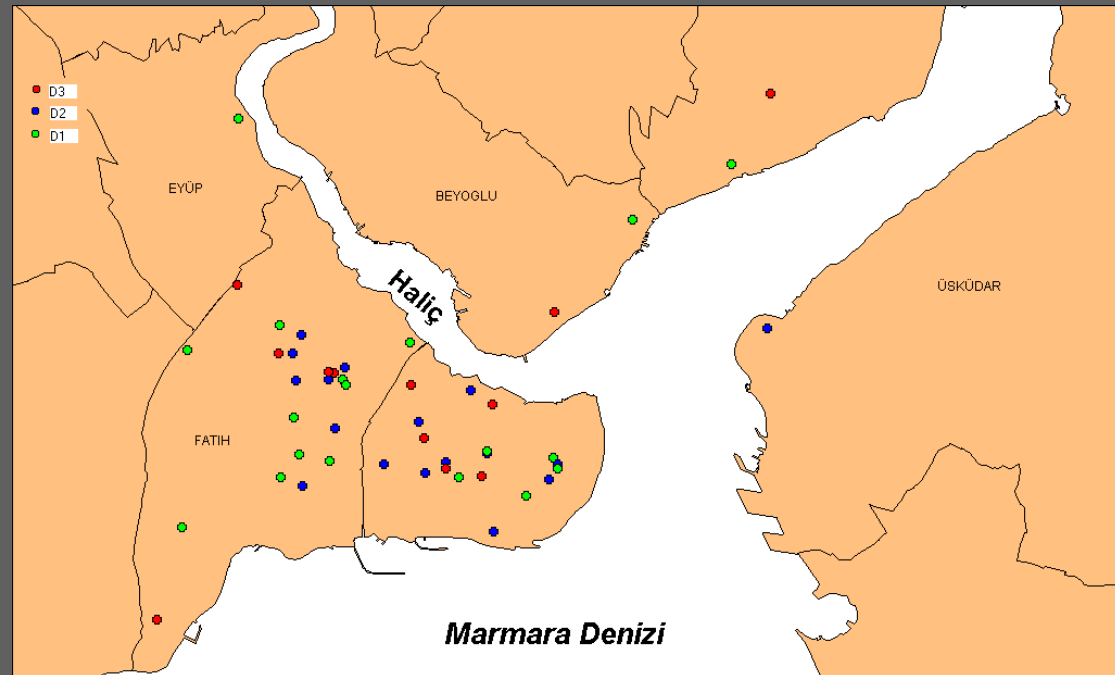 D3
D2
D1
EYÜP
BEYOGLU
Haliç
ÜSKÜDAR
FATIH
Marmara Denizi